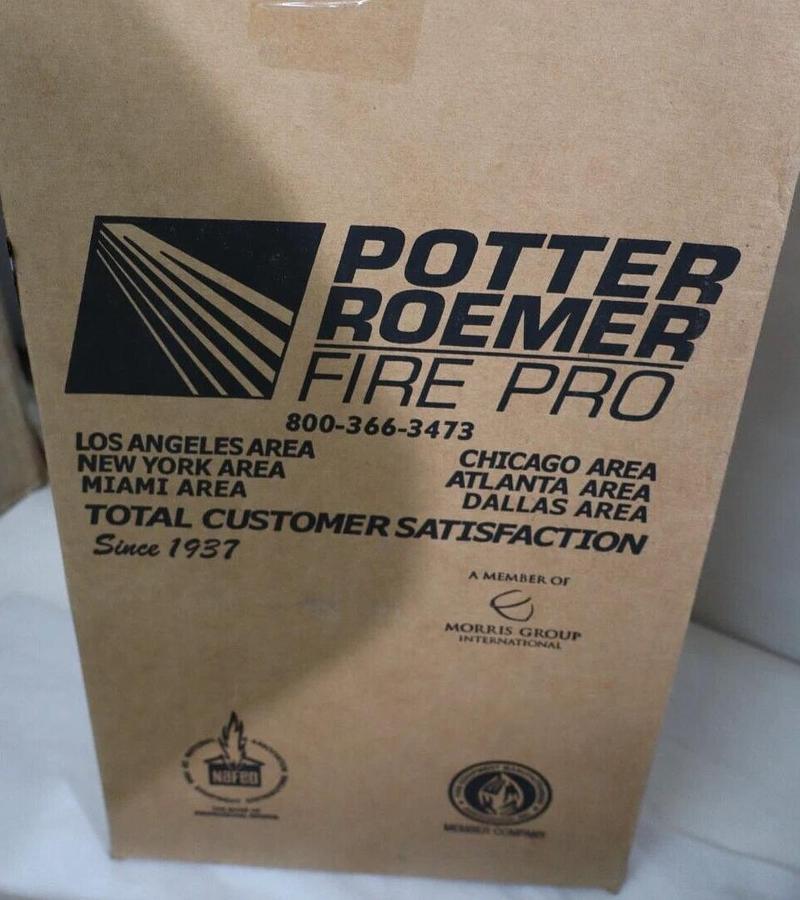 POTTER
ROEMER
FIRE PRO
800-366-3473
LOS ANGELES AREA
NEW YORK AREA
MIAMI AREA
CHICAGO AREA
ATLANTA AREA
DALLAS AREA
TOTAL CUSTOMER SATISFACTION
Since 1937
A MEMBER OF
MORRIS GROUP
INTERNATIONAL
NAFED
MEMBER COMPANY